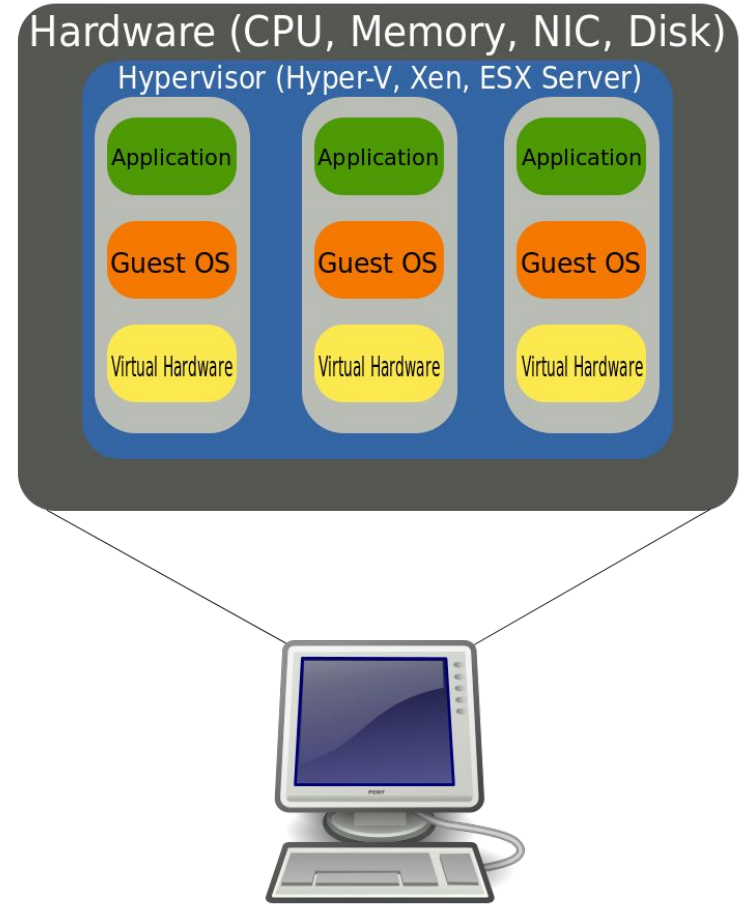 Hardware (CPU, Memory, NIC, Disk)
Hypervisor (Hyper-V, Xen, ESX Server)
Application
Application
Application
Guest OS
Guest OS
Guest OS
Virtual Hardware
Virtual Hardware
Virtual Hardware
PONY